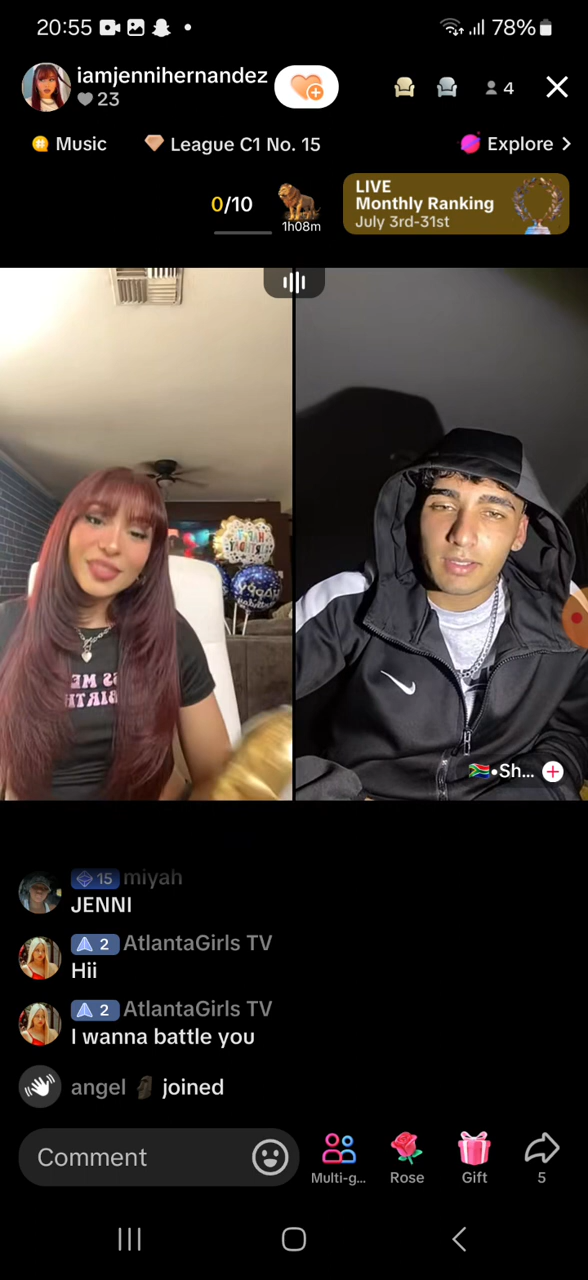 20:55
78%
iamjennihernandez
23
4
Music
League C1 No. 15
Explore
0/10
1h08m
LIVE
Monthly Ranking
July 3rd-31st
•Sh...
15 miyah
JENNI
2 AtlantaGirls TV
Hii
2 AtlantaGirls TV
I wanna battle you
angel joined
Comment
Multi-g...
Rose
Gift
5